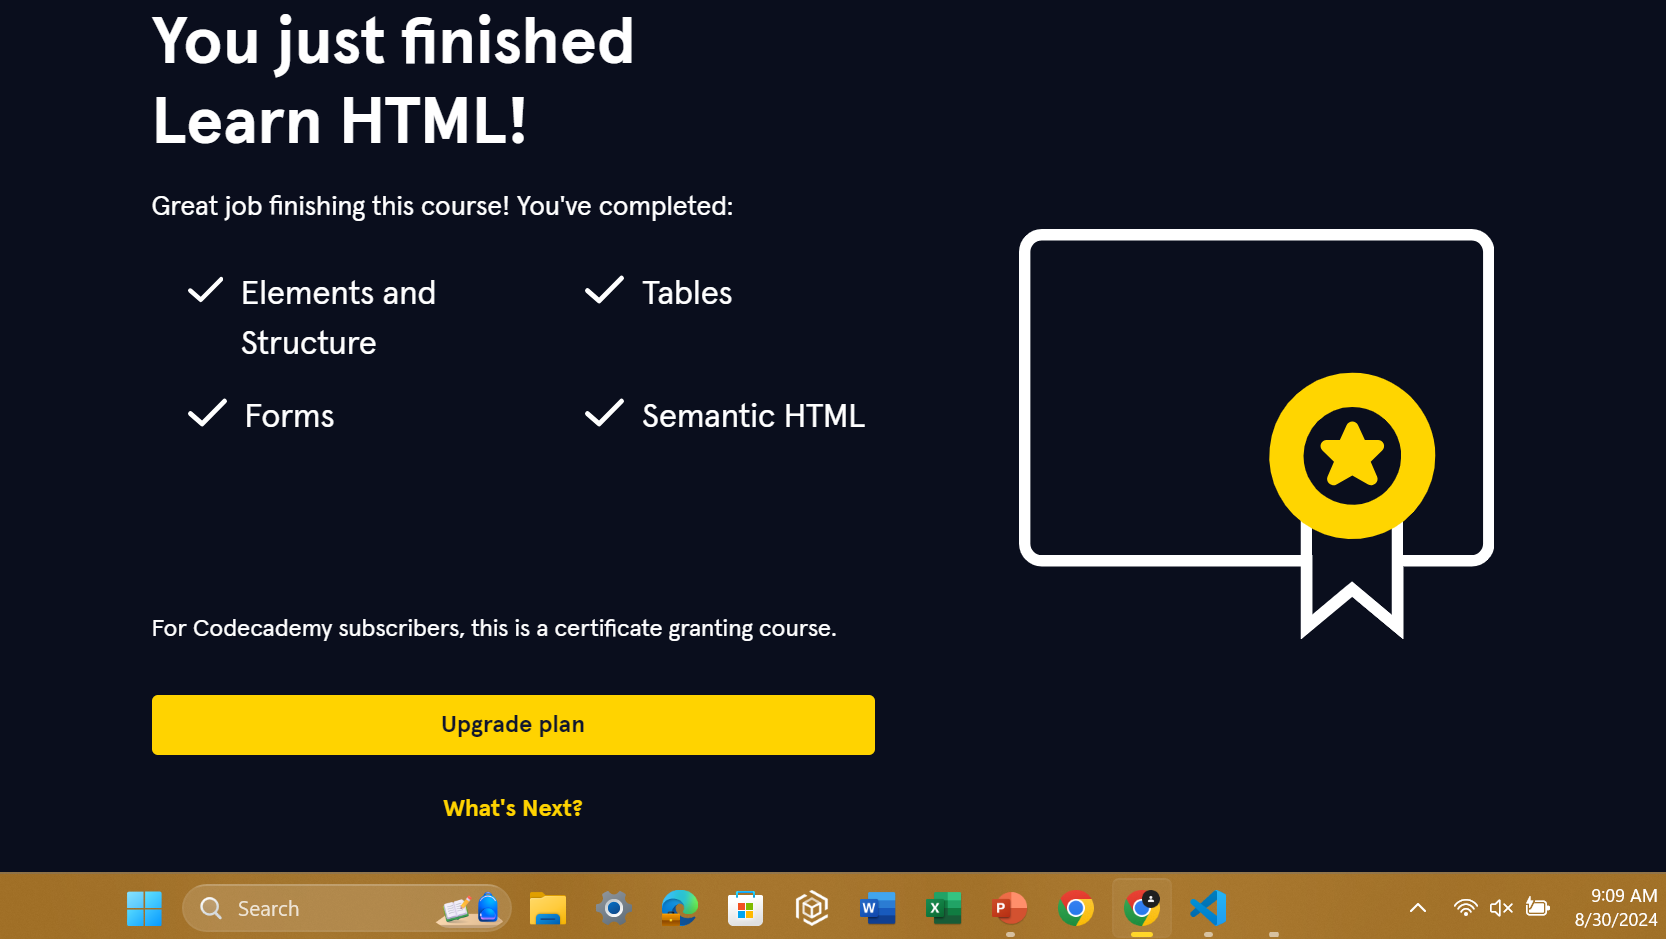 You just finished
Learn HTML!
Great job finishing this course! You've completed:
Elements and
Structure
Tables
Forms
Semantic HTML
For Codecademy subscribers, this is a certificate granting course.
Upgrade plan
What's Next?
Search
W
X
P
9:09 AM
8/30/2024